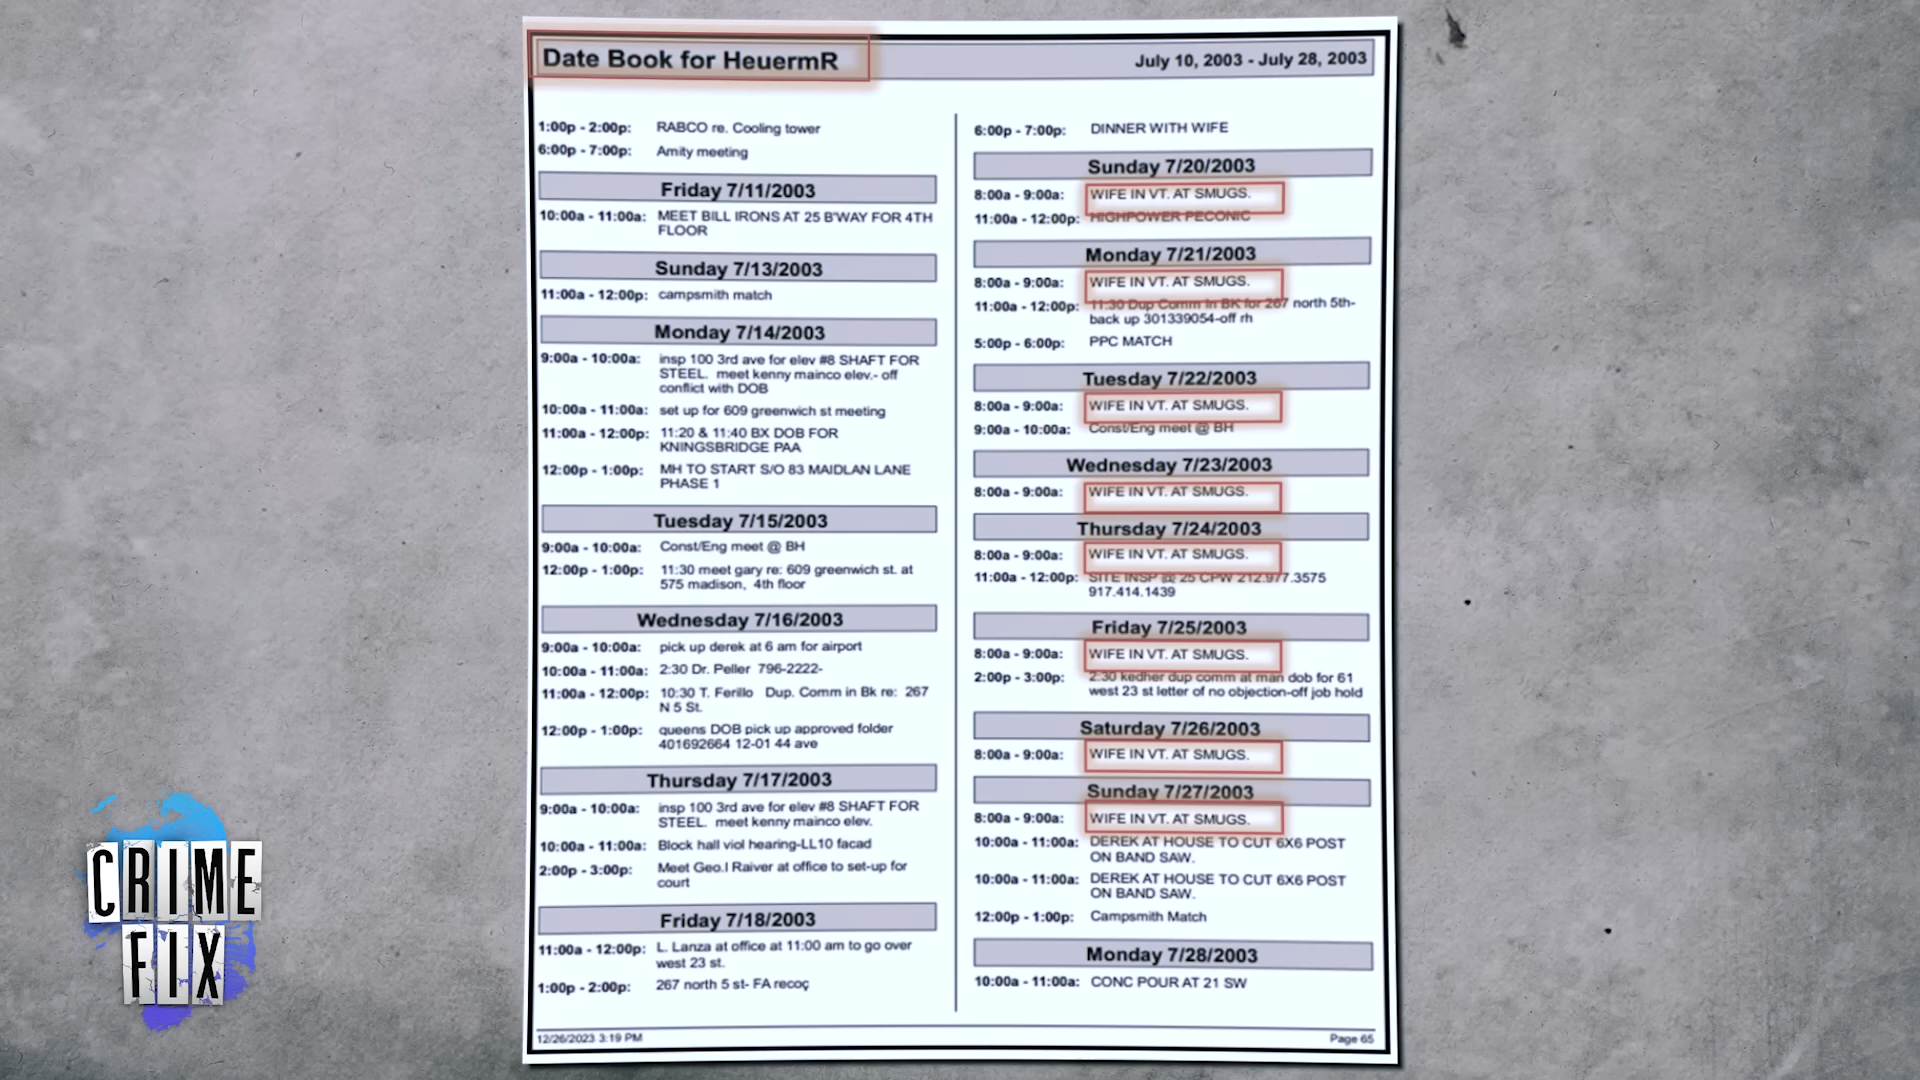 Date Book for HeuermR
July 10, 2003 - July 28, 2003
1:00p - 2:00p: RABCO re. Cooling tower
6:00p - 7:00p: Amity meeting
Friday 7/11/2003
10:00a - 11:00a: MEET BILL IRONS AT 25 B'WAY FOR 4TH
FLOOR
Sunday 7/13/2003
11:00a - 12:00p: campsmith match
Monday 7/14/2003
9:00a - 10:00a: insp 100 3rd ave for elev #8 SHAFT FOR
STEEL. meet kenny mainco elev.- off
conflict with DOB
10:00a - 11:00a: set up for 609 greenwich st meeting
11:00a - 12:00p: 11:20 & 11:40 BX DOB FOR
KNINGSBRIDGE PAA
12:00p - 1:00p: MH TO START S/O 83 MAIDLAN LANE
PHASE 1
Tuesday 7/15/2003
9:00a - 10:00a: Const/Eng meet @ BH
12:00p - 1:00p: 11:30 meet gary re: 609 greenwich st. at
575 madison, 4th floor
Wednesday 7/16/2003
9:00a - 10:00a: pick up derek at 6 am for airport
10:00a - 11:00a: 2:30 Dr. Peller 796-2222-
11:00a - 12:00p: 10:30 T. Ferillo Dup. Comm in Bk re: 267
N 5 St.
12:00p - 1:00p: queens DOB pick up approved folder
401692664 12-01 44 ave
Thursday 7/17/2003
9:00a - 10:00a: insp 100 3rd ave for elev #8 SHAFT FOR
STEEL. meet kenny mainco elev.
10:00a - 11:00a: Block hall viol hearing-LL10 facad
2:00p - 3:00p: Meet Geo.l Raiver at office to set-up for
court
Friday 7/18/2003
11:00a - 12:00p: L. Lanza at office at 11:00 am to go over
west 23 st.
1:00p - 2:00p: 267 north 5 st- FA recoç
6:00p - 7:00p: DINNER WITH WIFE
Sunday 7/20/2003
8:00a - 9:00a: WIFE IN VT. AT SMUGS.
11:00a - 12:00p: HIGHPOWER PECONIC
Monday 7/21/2003
8:00a - 9:00a: WIFE IN VT. AT SMUGS.
11:00a - 12:00p: 11:30 Dup Comm In BK for 267 north 5th-
back up 301339054-off rh
5:00p - 6:00p: PPC MATCH
Tuesday 7/22/2003
8:00a - 9:00a: WIFE IN VT. AT SMUGS.
9:00a - 10:00a: Const/Eng meet @ BH
Wednesday 7/23/2003
8:00a - 9:00a: WIFE IN VT. AT SMUGS.
Thursday 7/24/2003
8:00a - 9:00a: WIFE IN VT. AT SMUGS.
11:00a - 12:00p: SITE INSP @ 25 CPW 212.977.3575
917.414.1439
Friday 7/25/2003
8:00a - 9:00a: WIFE IN VT. AT SMUGS.
2:00p - 3:00p: 2:30 kedher dup comm at man dob for 61
west 23 st letter of no objection-off job hold
Saturday 7/26/2003
8:00a - 9:00a: WIFE IN VT. AT SMUGS.
Sunday 7/27/2003
8:00a - 9:00a: WIFE IN VT. AT SMUGS.
10:00a - 11:00a: DEREK AT HOUSE TO CUT 6X6 POST
ON BAND SAW.
10:00a - 11:00a: DEREK AT HOUSE TO CUT 6X6 POST
ON BAND SAW.
12:00p - 1:00p: Campsmith Match
Monday 7/28/2003
10:00a - 11:00a: CONC POUR AT 21 SW
12/26/2023 3:19 PM
Page 65
CRIME
FIX